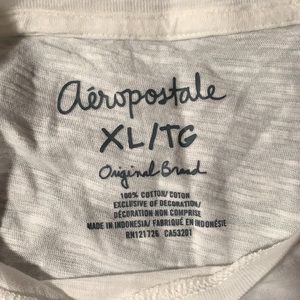 aéropostale
XL/TG
Original Brand
100% COTTON/COTON
EXCLUSIVE OF DECORATION/
DÉCORATION NON COMPRISE
MADE IN INDONESIA/ FABRIQUÉ EN INDONÉSIE
RN121726 CA53201